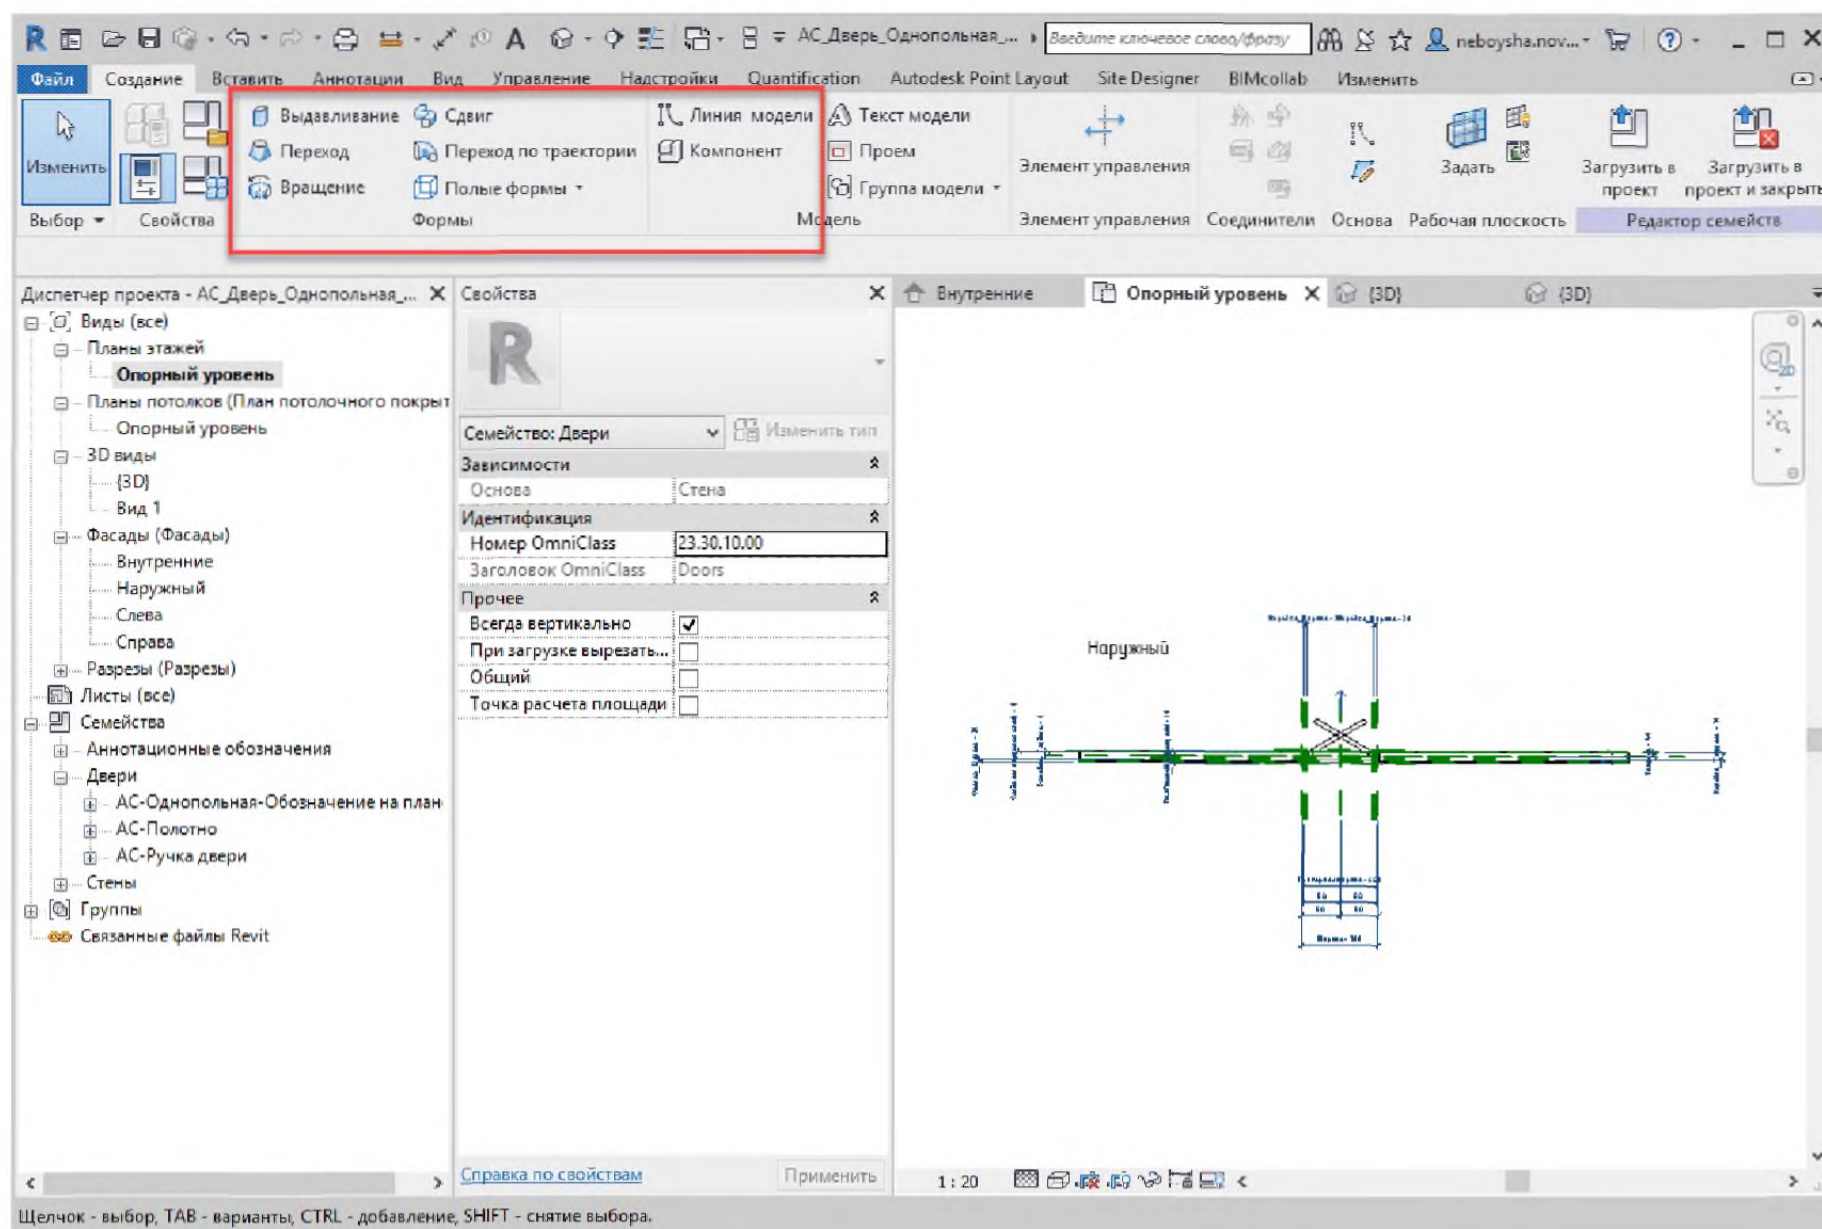 АС_Дверь_Однопольная_... Введите ключевое слово/фразу neboysha.nov...
Файл Создание Вставить Аннотации Вид Управление Надстройки Quantification Autodesk Point Layout Site Designer BIMcollab Изменить
Выдавливание Сдвиг Линия модели Текст модели
Переход Переход по траектории Компонент Проем
Вращение Полые формы Группа модели
Изменить Элемент управления Задать Загрузить в проект Загрузить в проект и закрыть
Выбор Свойства Формы Модель Элемент управления Соединители Основа Рабочая плоскость Редактор семейств
Диспетчер проекта - АС_Дверь_Однопольная_...
Виды (все)
Планы этажей
Опорный уровень
Планы потолков (План потолочного покрыт
Опорный уровень
3D виды
{3D}
Вид 1
Фасады (Фасады)
Внутренние
Наружный
Слева
Справа
Разрезы (Разрезы)
Листы (все)
Семейства
Аннотационные обозначения
Двери
АС-Однопольная-Обозначение на план
АС-Полотно
АС-Ручка двери
Стены
Группы
Связанные файлы Revit
Свойства
R
Семейство: Двери Изменить тип
Зависимости
Основа Стена
Идентификация
Номер OmniClass 23.30.10.00
Заголовок OmniClass Doors
Прочее
Всегда вертикально
При загрузке вырезать...
Общий
Точка расчета площади
Справка по свойствам Применить
Внутренние Опорный уровень {3D} {3D}
2D
Наружный
1 : 20
Щелчок - выбор, TAB - варианты, CTRL - добавление, SHIFT - снятие выбора.